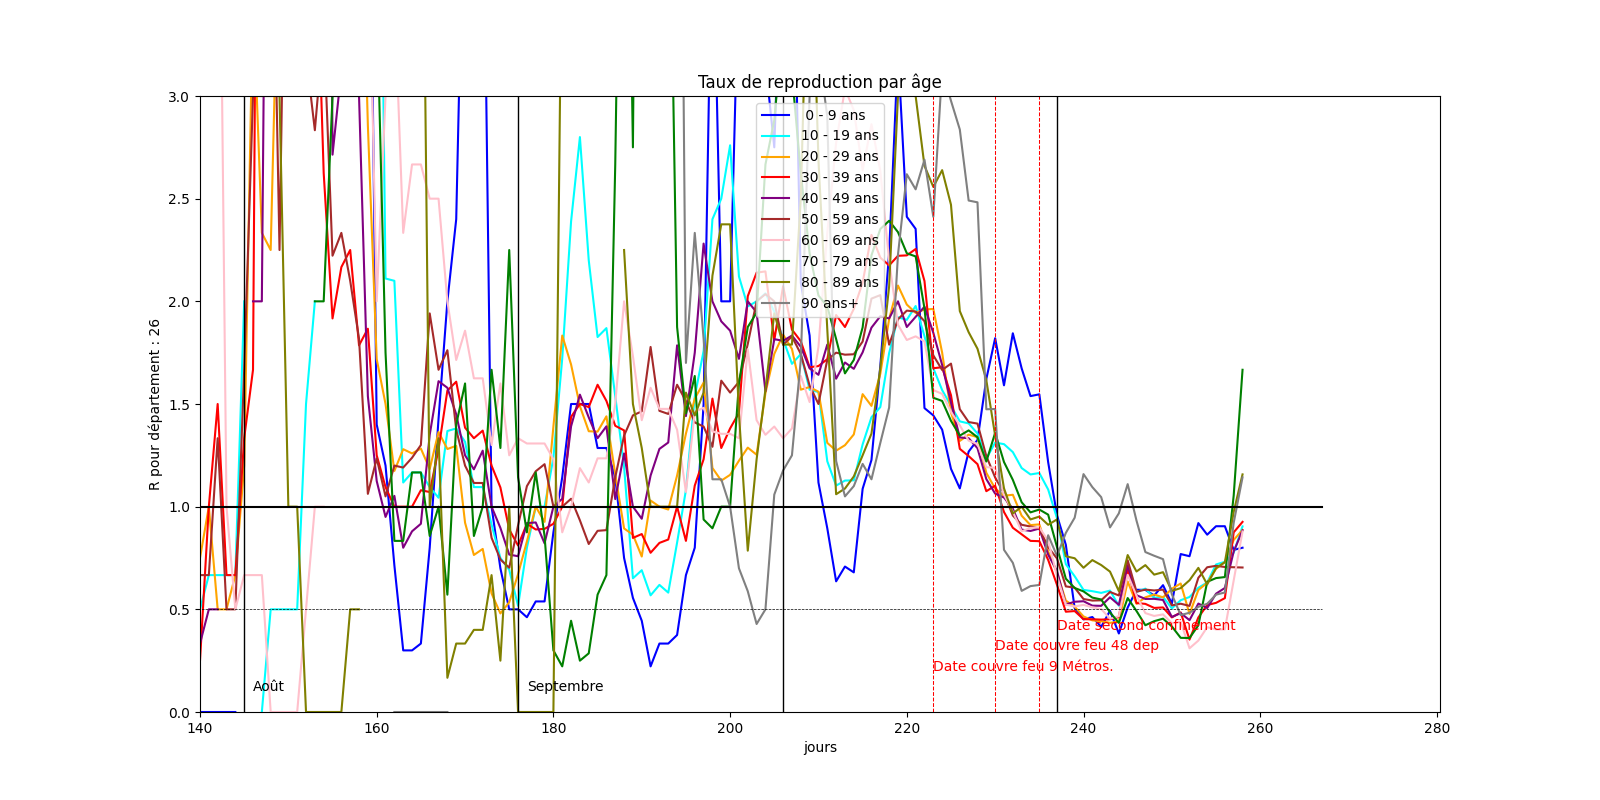 Taux de reproduction par âge
R pour département : 26
3.0
2.5
2.0
1.5
1.0
0.5
0.0
0 - 9 ans
10 - 19 ans
20 - 29 ans
30 - 39 ans
40 - 49 ans
50 - 59 ans
60 - 69 ans
70 - 79 ans
80 - 89 ans
90 ans+
Date second confinement
Date couvre feu 48 dep
Date couvre feu 9 Métros.
Août
Septembre
140
160
180
200
220
240
260
280
jours